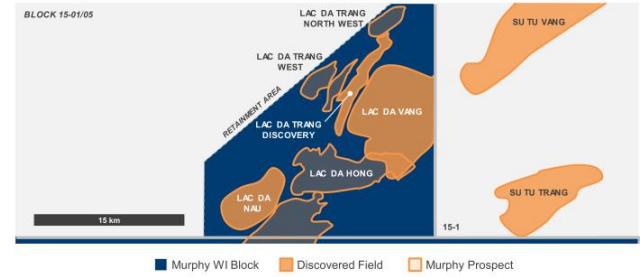 BLOCK 15-01/05
LAC DA TRANG
NORTH WEST
SU TU VANG
LAC DA TRANG
WEST
RETAINMENT AREA
LAC DA VANG
LAC DA TRANG
DISCOVERY
LAC DA HONG
LAC DA
NAU
SU TU TRANG
15 km
15-1
Murphy WI Block
Discovered Field
Murphy Prospect